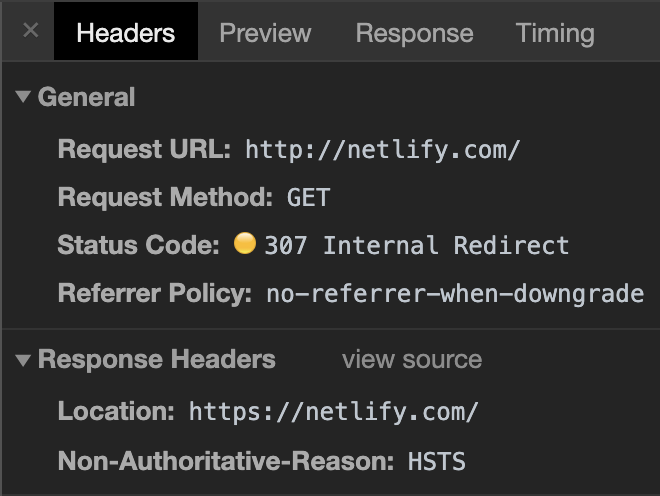 Headers Preview Response Timing
General
Request URL: http://netlify.com/
Request Method: GET
Status Code: 307 Internal Redirect
Referrer Policy: no-referrer-when-downgrade
Response Headers view source
Location: https://netlify.com/
Non-Authoritative-Reason: HSTS